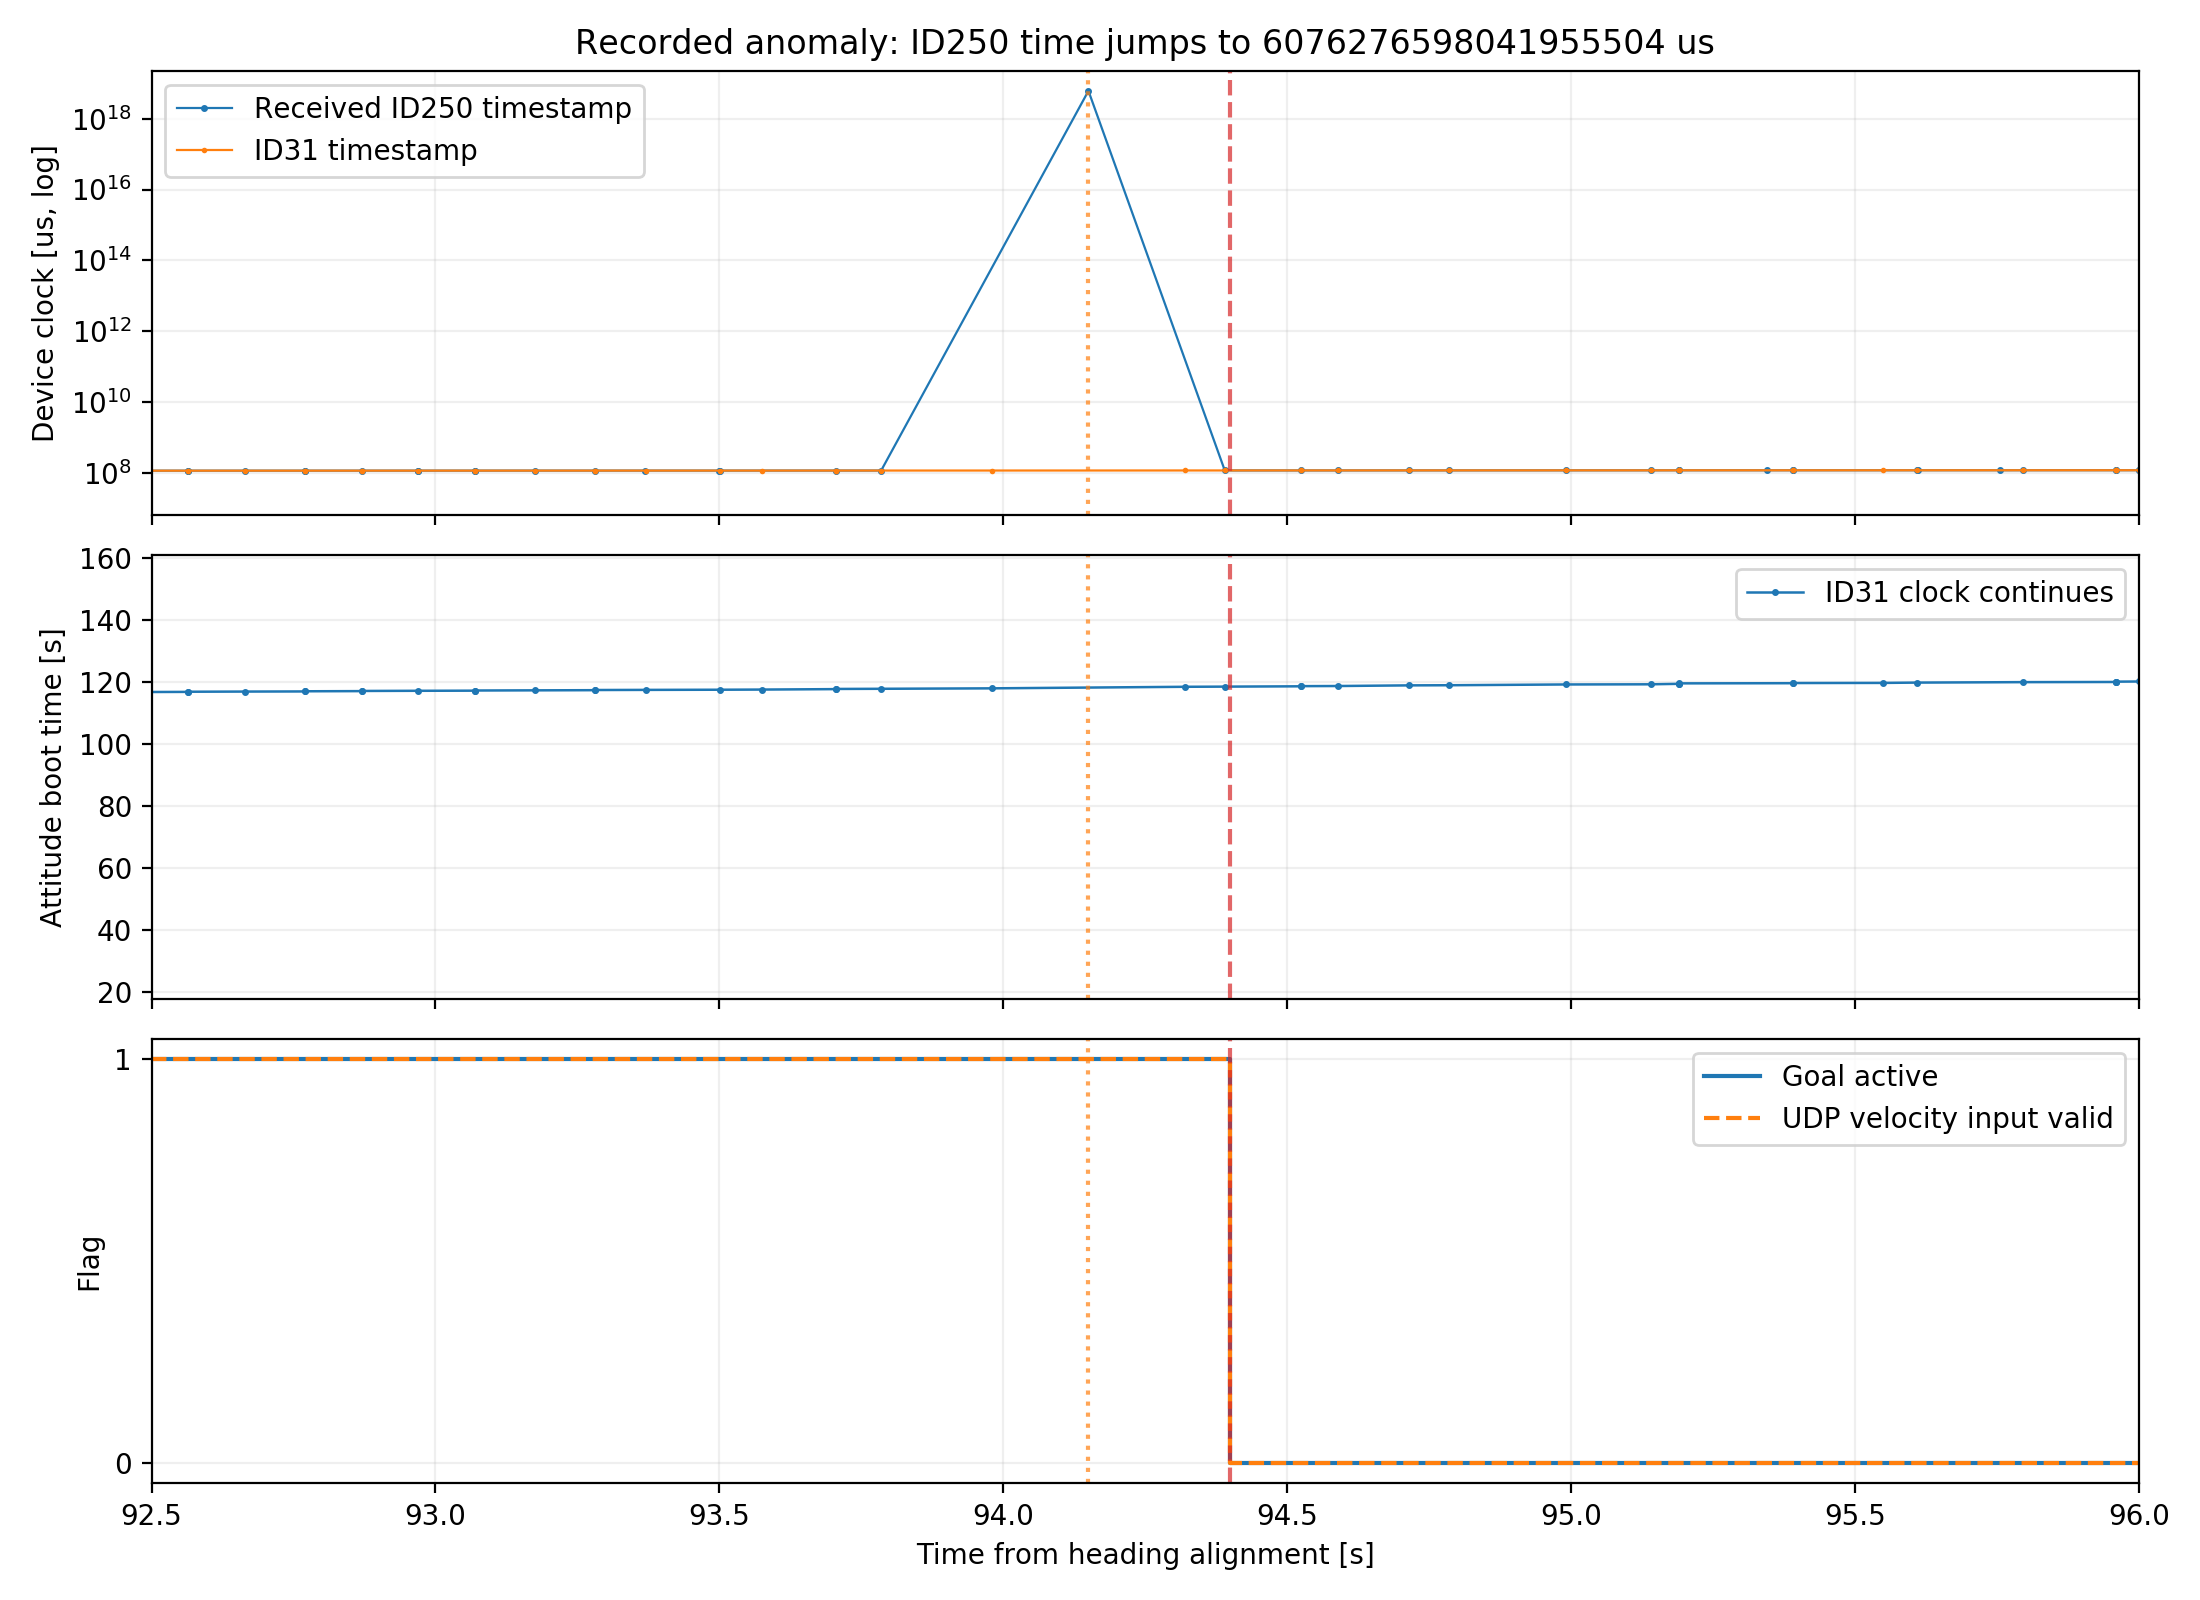 Recorded anomaly: ID250 time jumps to 6076276598041955504 us
Device clock [us, log]
10^18
10^16
10^14
10^12
10^10
10^8
Received ID250 timestamp
ID31 timestamp
Attitude boot time [s]
160
140
120
100
80
60
40
20
ID31 clock continues
Flag
1
0
Goal active
UDP velocity input valid
92.5 93.0 93.5 94.0 94.5 95.0 95.5 96.0
Time from heading alignment [s]